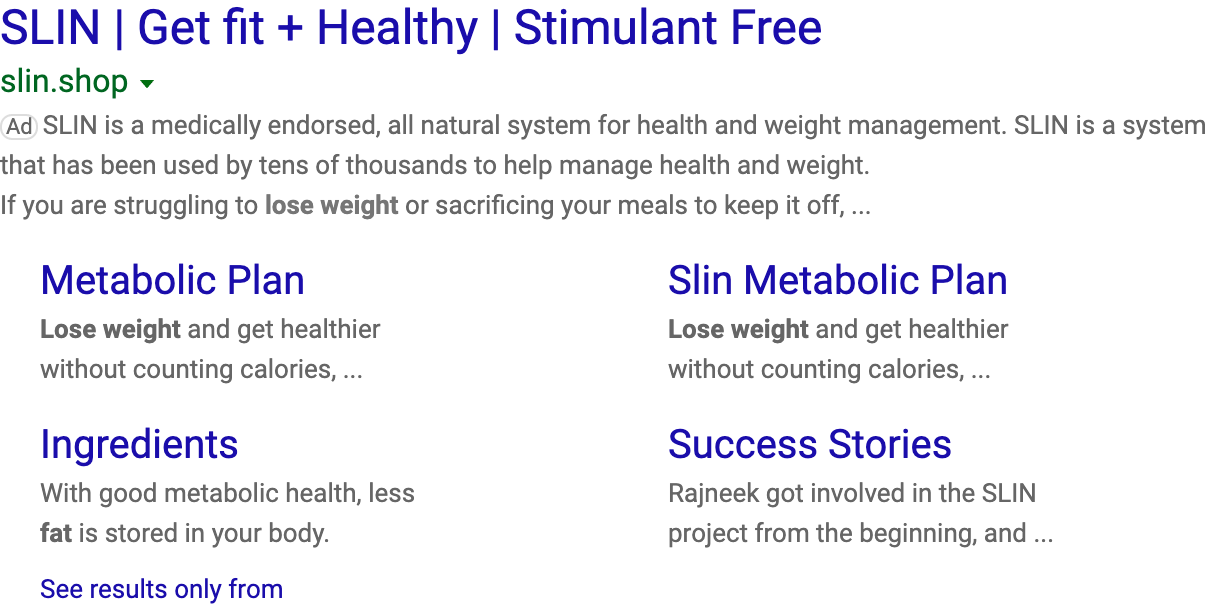 SLIN | Get fit + Healthy | Stimulant Free
slin.shop
Ad SLIN is a medically endorsed, all natural system for health and weight management. SLIN is a system
that has been used by tens of thousands to help manage health and weight.
If you are struggling to lose weight or sacrificing your meals to keep it off, ...
Metabolic Plan
Lose weight and get healthier
without counting calories, ...
Slin Metabolic Plan
Lose weight and get healthier
without counting calories, ...
Ingredients
With good metabolic health, less
fat is stored in your body.
Success Stories
Rajneek got involved in the SLIN
project from the beginning, and ...
See results only from